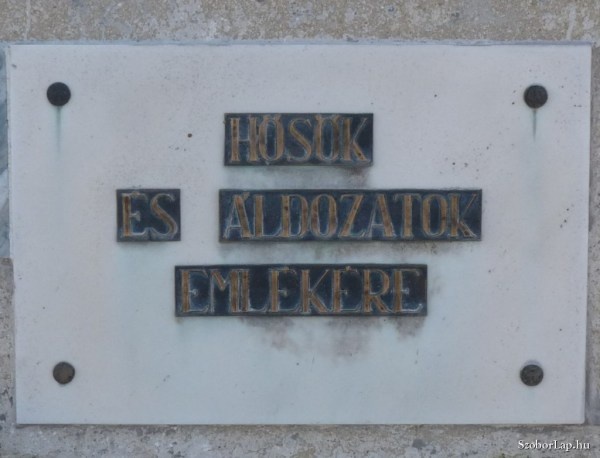 HŐSÖK
ÉS ÁLDOZATOK
EMLÉKÉRE
SzoborLap.hu